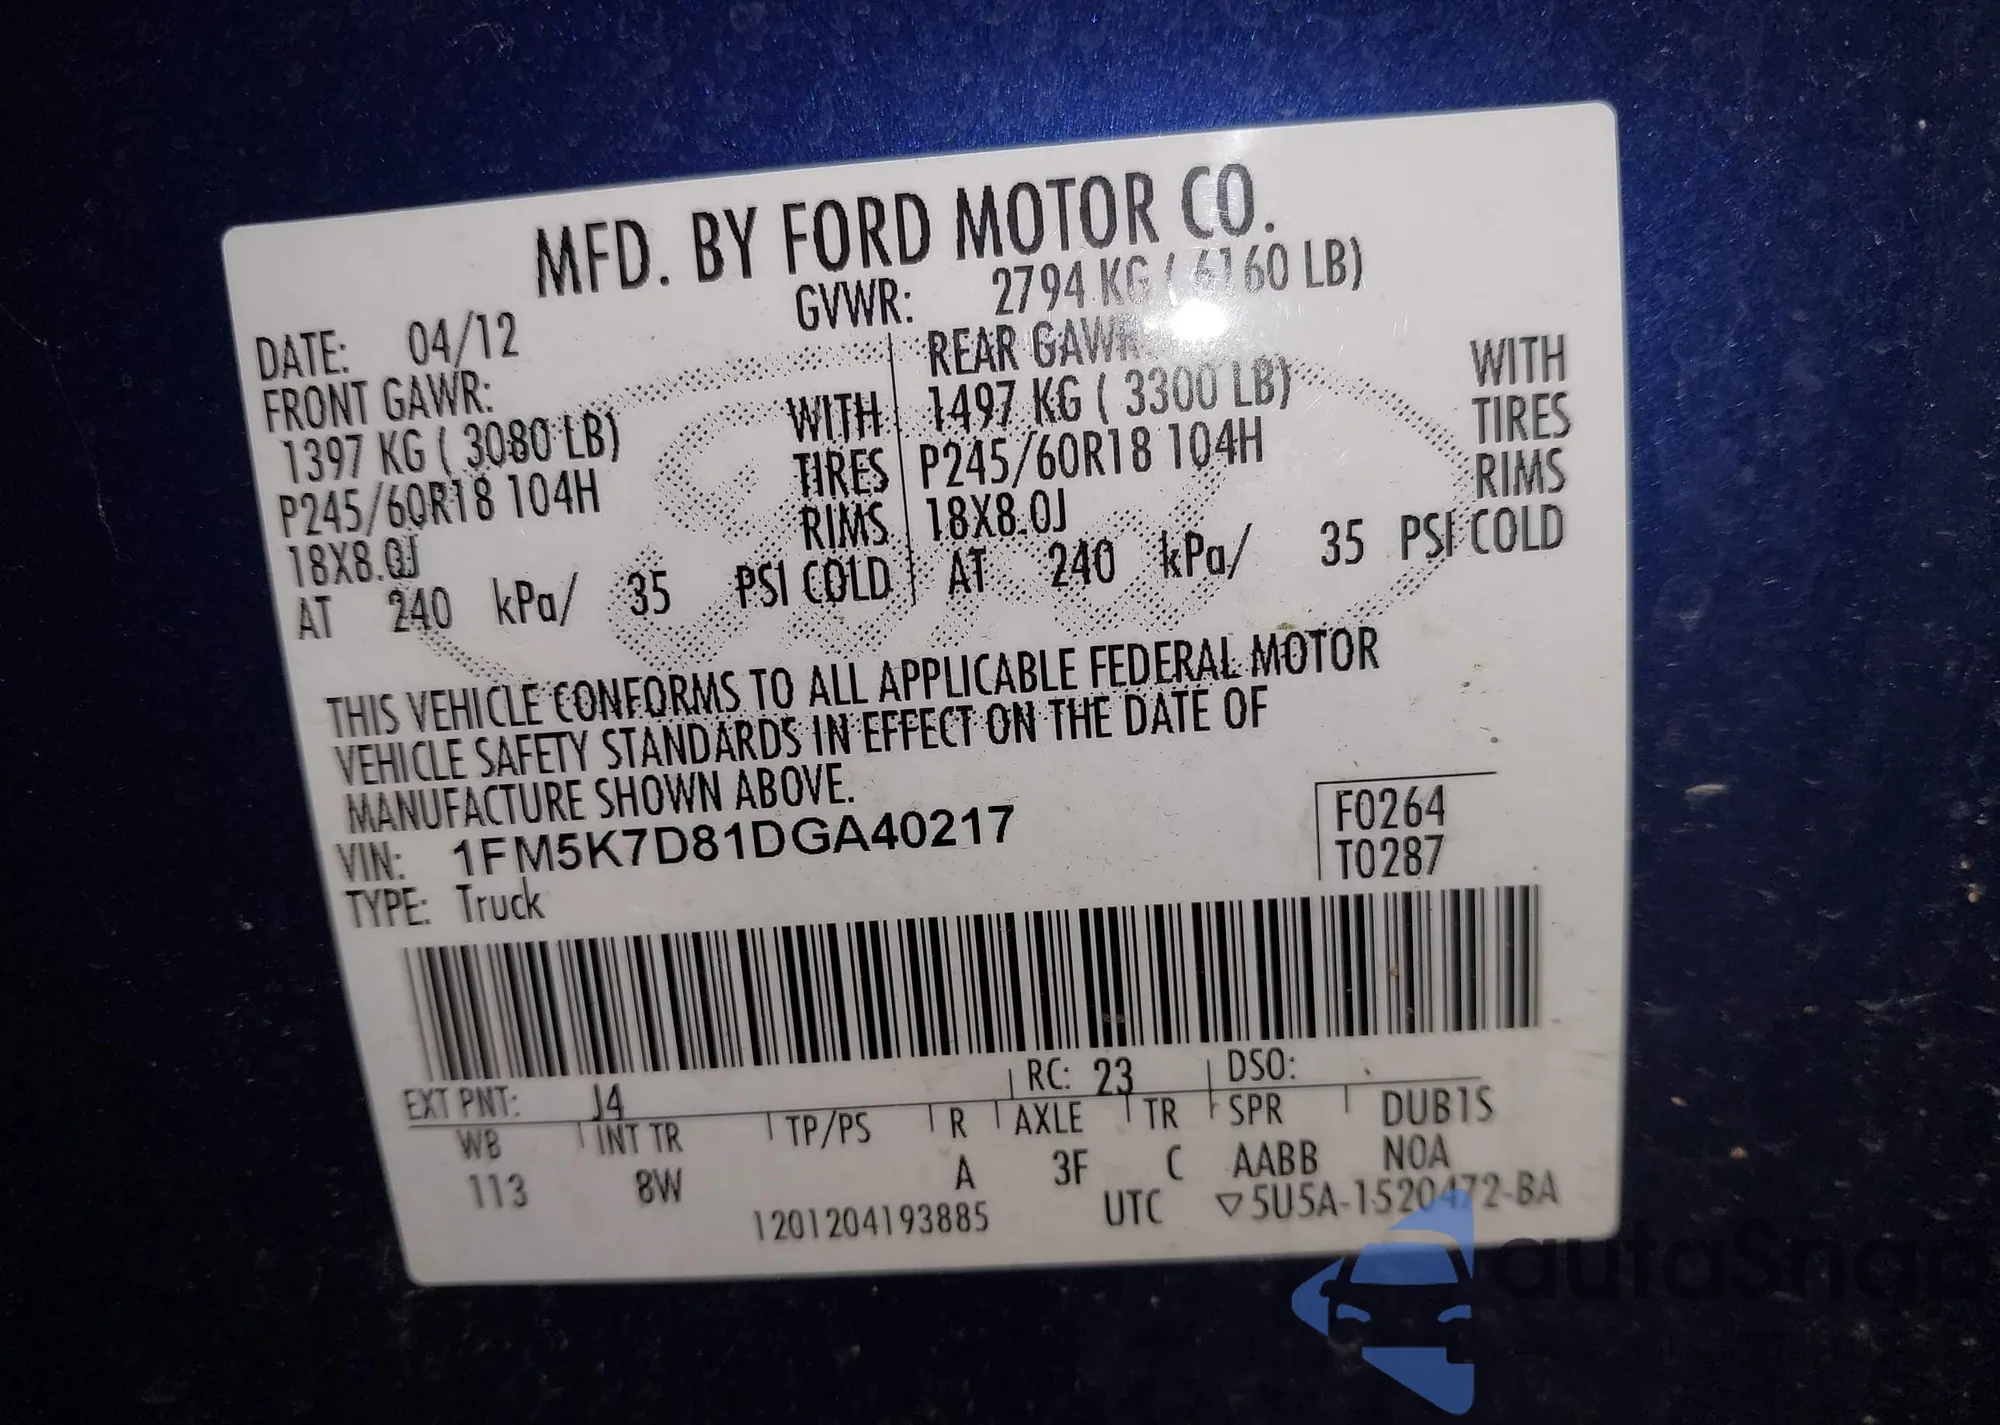 MFD. BY FORD MOTOR CO.
DATE: 04/12 GVWR: 2794 KG ( 6160 LB)
FRONT GAWR: REAR GAWR:
1397 KG ( 3080 LB) WITH 1497 KG ( 3300 LB) WITH
P245/60R18 104H TIRES P245/60R18 104H TIRES
18X8.0J RIMS 18X8.0J RIMS
AT 240 kPa/ 35 PSI COLD AT 240 kPa/ 35 PSI COLD
THIS VEHICLE CONFORMS TO ALL APPLICABLE FEDERAL MOTOR
VEHICLE SAFETY STANDARDS IN EFFECT ON THE DATE OF
MANUFACTURE SHOWN ABOVE.
VIN: 1FM5K7D81DGA40217 F0264
TYPE: Truck T0287
EXT PNT: J4 RC: 23 DSO:
WB INT TR TP/PS R AXLE TR SPR DUB1S
113 8W A 3F C AABB NOA
1201204193885 UTC ▽5U5A-1520472-BA
autosnap